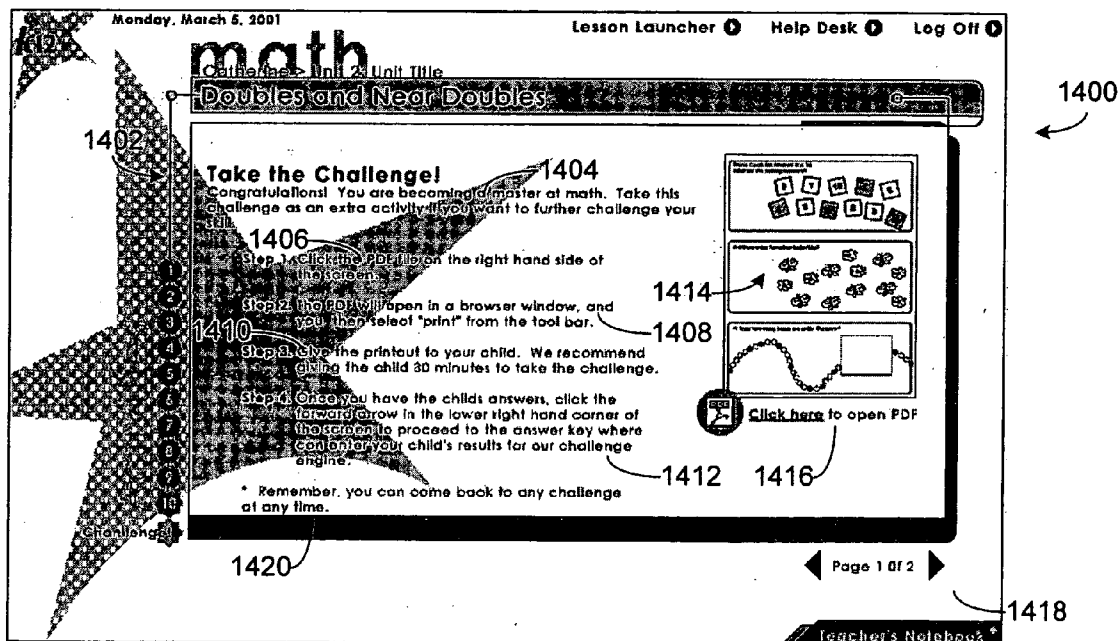 Monday, March 5, 2001
Lesson Launcher Help Desk Log Off
K12
math
Catherine > Unit 2: Unit Title
Doubles and Near Doubles
1400
1402
Take the Challenge!
1404
Congratulations! You are becoming a master at math. Take this
challenge as an extra activity if you want to further challenge your
1406
Step 1. Click the PDF file on the right hand side of
the screen.
1414
Step 2. The PDF will open in a browser window, and
you then select "print" from the tool bar.
1408
1410
Step 3. Give the printout to your child. We recommend
giving the child 30 minutes to take the challenge.
Step 4. Once you have the childs answers, click the
forward arrow in the lower right hand corner of
the screen to proceed to the answer key where
can enter your child's results for our challenge
engine.
1412
Click here to open PDF
1416
* Remember, you can come back to any challenge
at any time.
1
2
3
4
5
6
7
8
9
10
Challenge!
1420
Page 1 of 2
1418
Teacher's Notebook